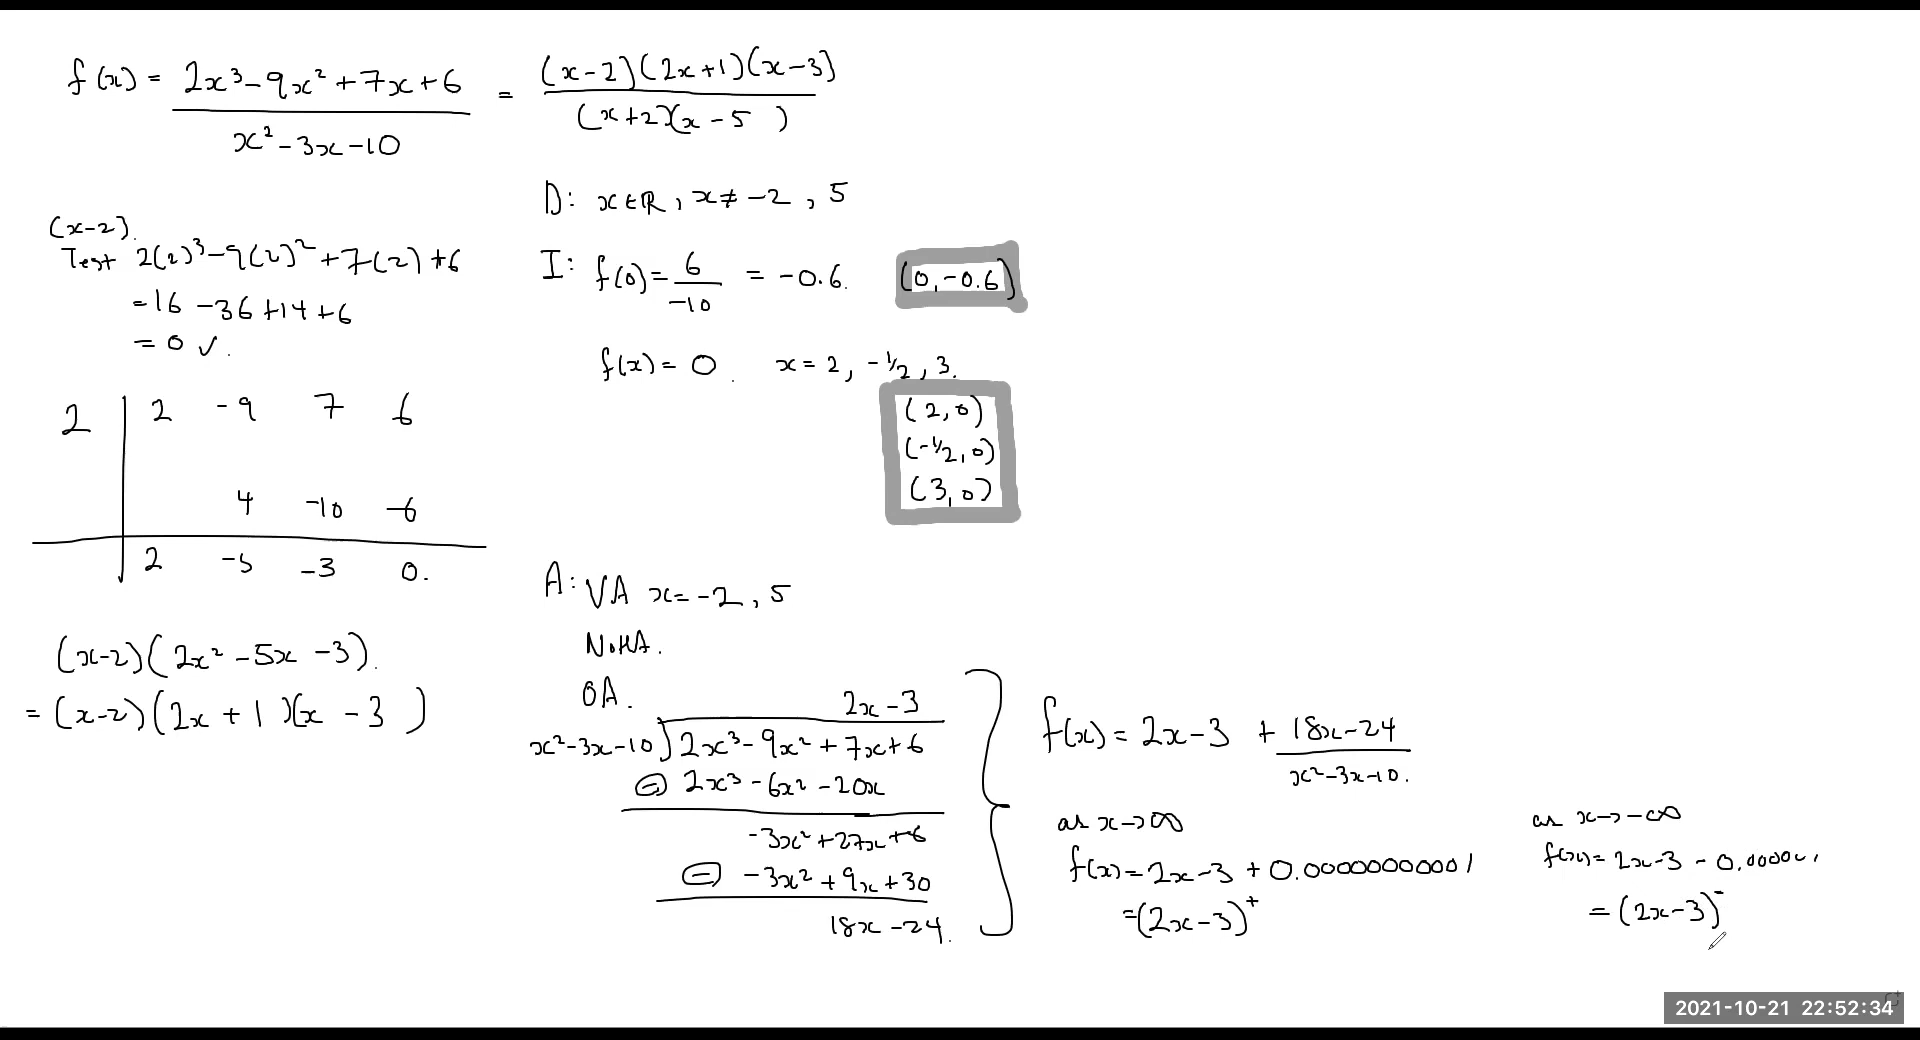 f(x) = 2x³ - 9x² + 7x + 6 / x² - 3x - 10 = (x-2)(2x+1)(x-3) / (x+2)(x-5)
(x-2).
Test 2(2)³ - 9(2)² + 7(2) + 6
= 16 - 36 + 14 + 6
= 0 ✓.
2 | 2 -9 7 6
4 -10 -6
2 -5 -3 0.
(x-2)(2x² - 5x - 3).
= (x-2)(2x + 1)(x - 3)
D: x∈ℝ, x ≠ -2, 5
I: f(0) = 6 / -10 = -0.6. (0, -0.6)
f(x) = 0. x = 2, -1/2, 3.
(2, 0)
(-1/2, 0)
(3, 0)
A: VA x = -2, 5
No HA.
OA.
2x - 3
x² - 3x - 10 ) 2x³ - 9x² + 7x + 6
(-) 2x³ - 6x² - 20x
-3x² + 27x + 6
(-) -3x² + 9x + 30
18x - 24.
f(x) = 2x - 3 + 18x - 24 / x² - 3x - 10.
as x → ∞
f(x) = 2x - 3 + 0.00000000001
= (2x - 3)⁺
as x → -∞
f(x) = 2x - 3 - 0.000001
= (2x - 3)⁻
2021-10-21 22:52:34